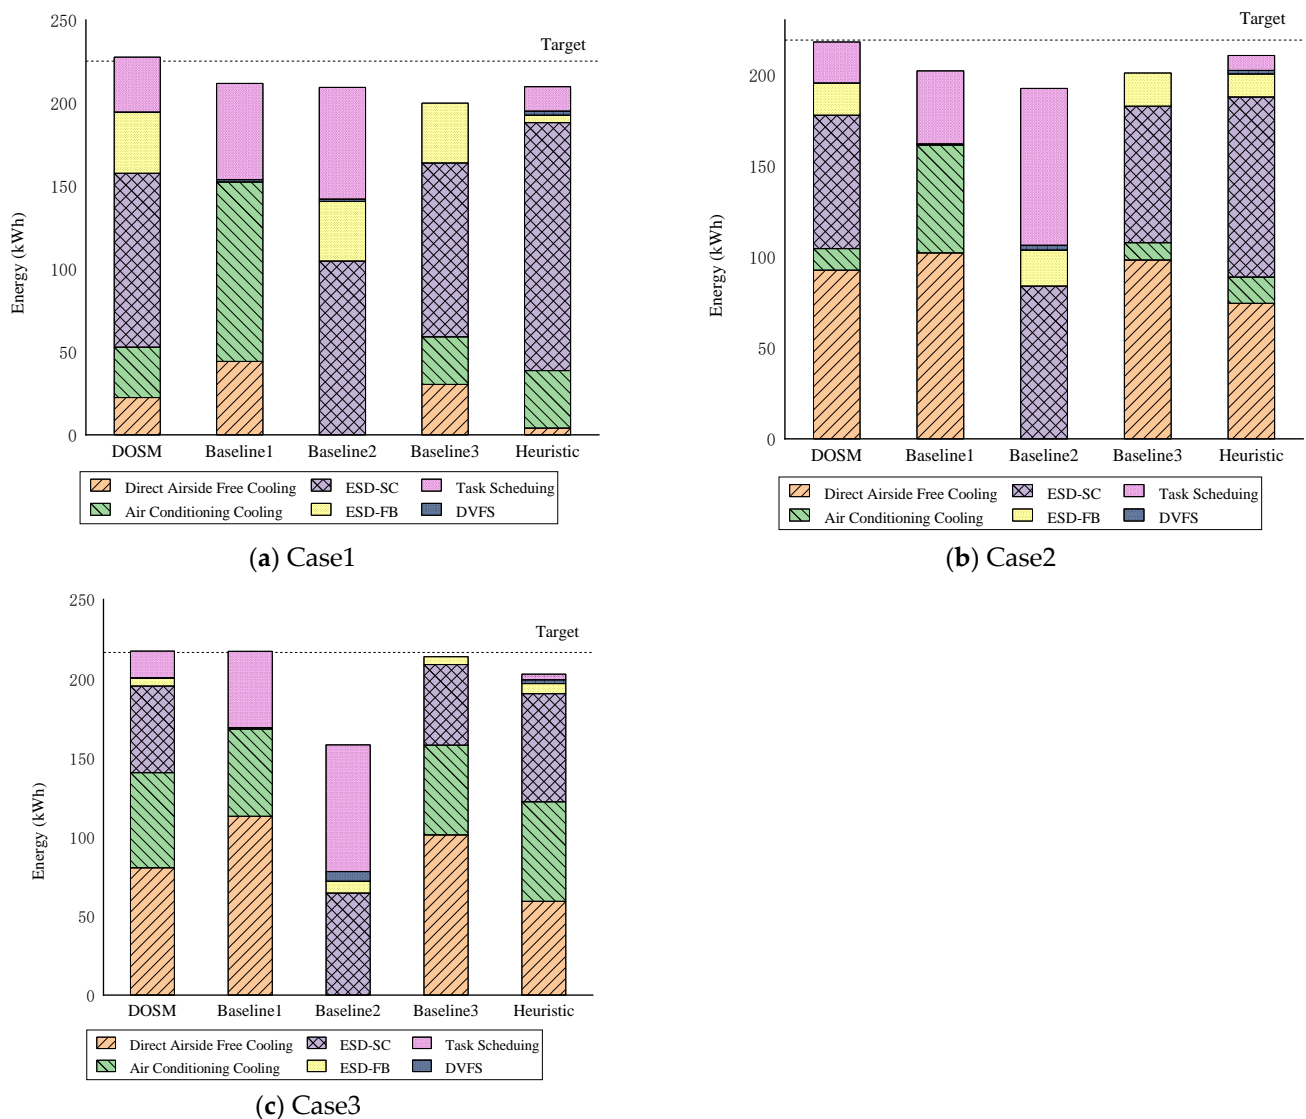 250
200
150
100
50
0
Energy (kWh)
Target
DOSM Baseline1 Baseline2 Baseline3 Heuristic
Direct Airside Free Cooling ESD-SC Task Scheduing
Air Conditioning Cooling ESD-FB DVFS
(a) Case1
200
150
100
50
0
Energy (kWh)
Target
DOSM Baseline1 Baseline2 Baseline3 Heuristic
Direct Airside Free Cooling ESD-SC Task Scheduing
Air Conditioning Cooling ESD-FB DVFS
(b) Case2
250
200
150
100
50
0
Energy (kWh)
Target
DOSM Baseline1 Baseline2 Baseline3 Heuristic
Direct Airside Free Cooling ESD-SC Task Scheduing
Air Conditioning Cooling ESD-FB DVFS
(c) Case3